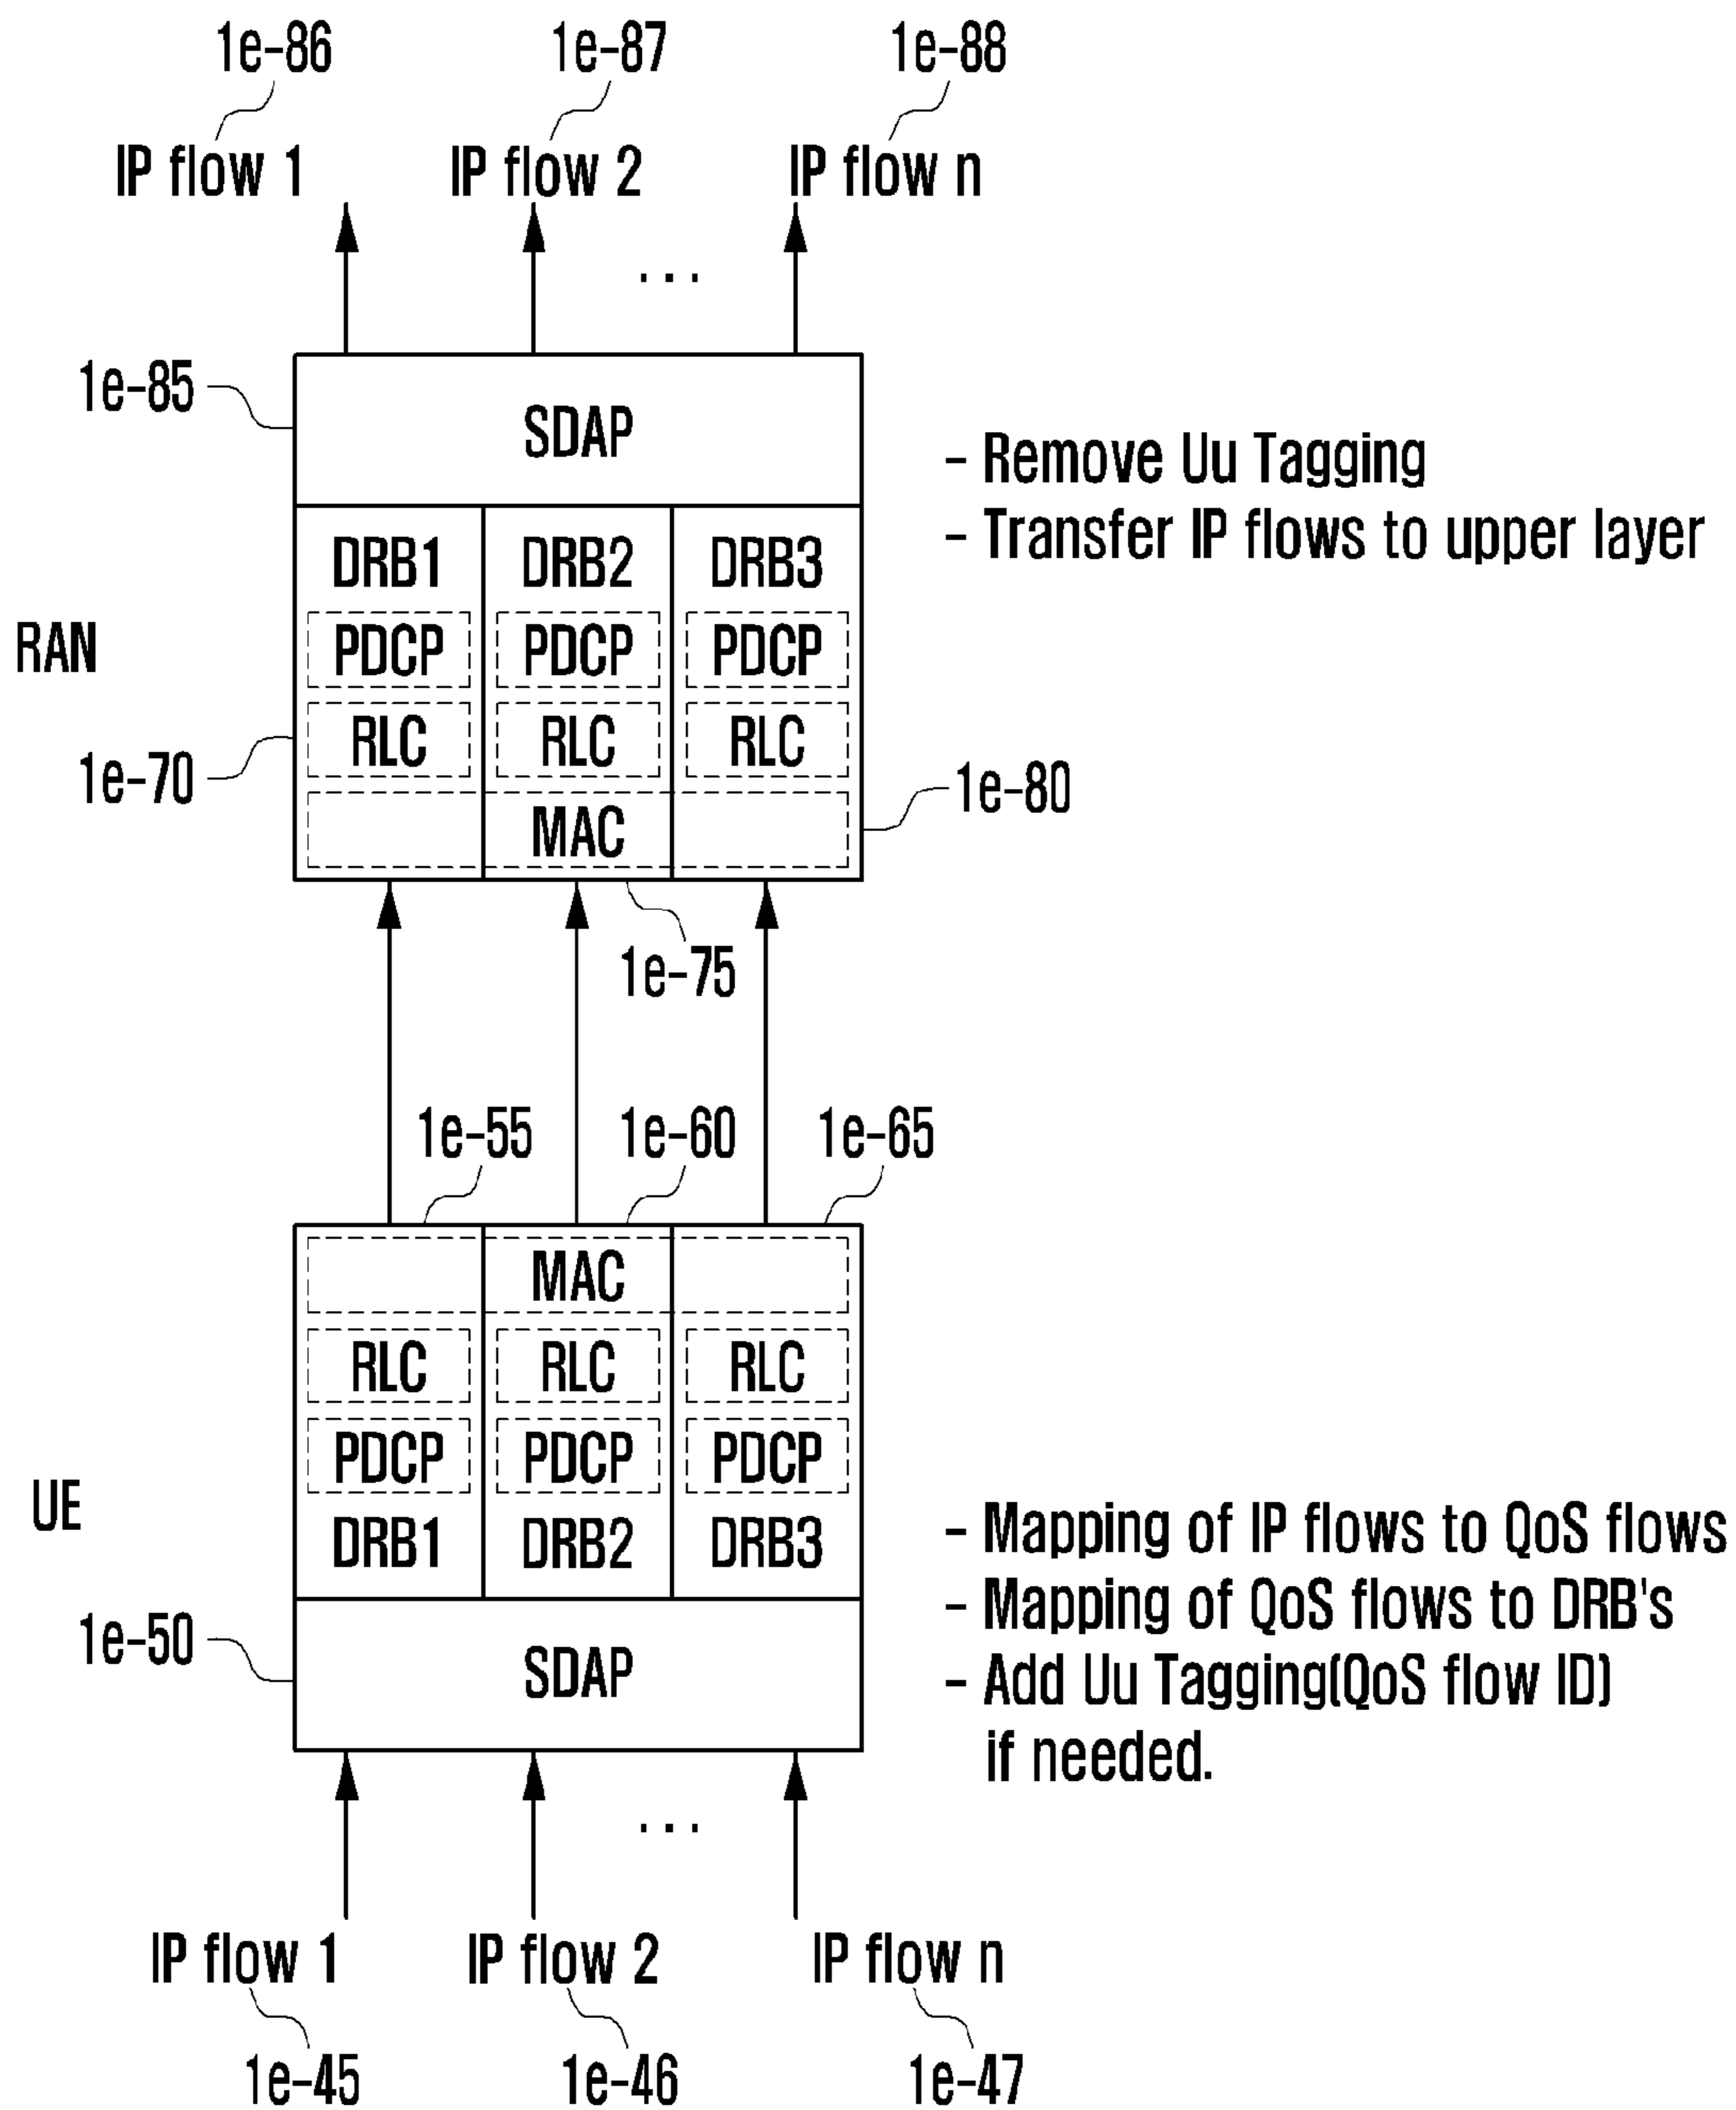 1e-86 1e-87 1e-88
IP flow 1 IP flow 2 IP flow n
...
1e-85
SDAP
- Remove Uu Tagging
- Transfer IP flows to upper layer
DRB1 DRB2 DRB3
RAN
PDCP PDCP PDCP
RLC RLC RLC
1e-70
1e-80
MAC
1e-75
1e-55 1e-60 1e-65
MAC
RLC RLC RLC
PDCP PDCP PDCP
UE
DRB1 DRB2 DRB3
- Mapping of IP flows to QoS flows
- Mapping of QoS flows to DRB's
- Add Uu Tagging(QoS flow ID)
if needed.
1e-50
SDAP
...
IP flow 1 IP flow 2 IP flow n
1e-45 1e-46 1e-47